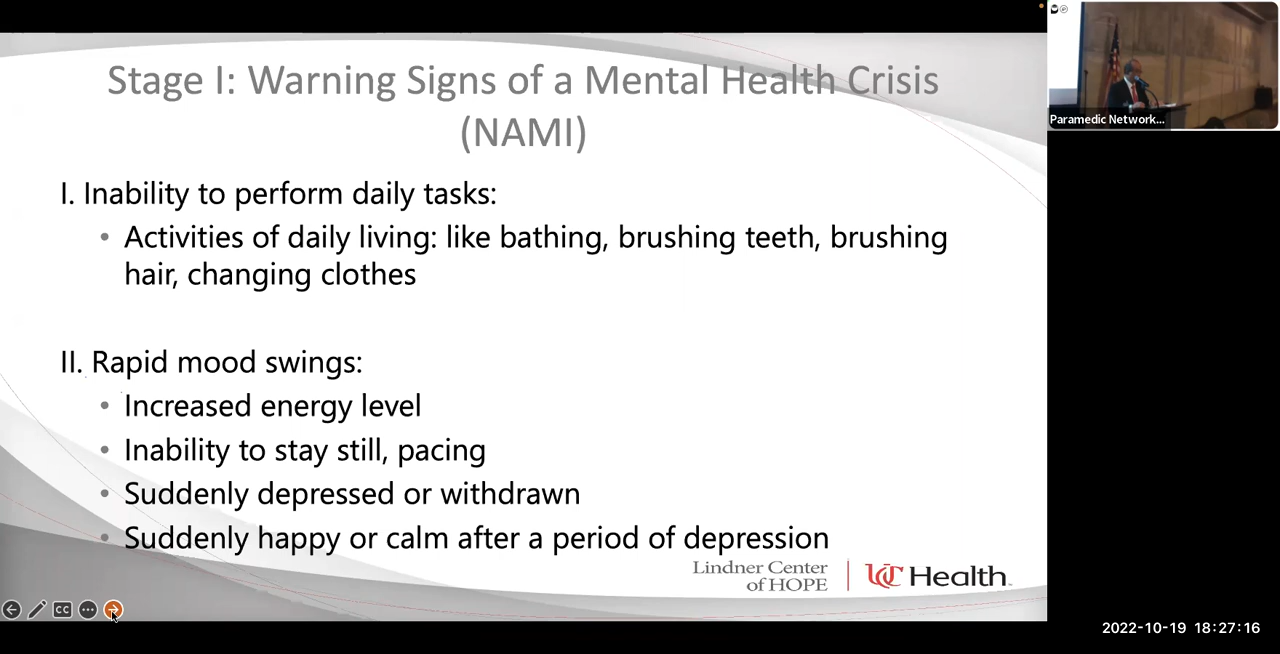 Stage I: Warning Signs of a Mental Health Crisis
(NAMI)
I. Inability to perform daily tasks:
• Activities of daily living: like bathing, brushing teeth, brushing
hair, changing clothes
II. Rapid mood swings:
• Increased energy level
• Inability to stay still, pacing
• Suddenly depressed or withdrawn
• Suddenly happy or calm after a period of depression
Lindner Center
of HOPE
UC Health
CC
Paramedic Network...
2022-10-19 18:27:16